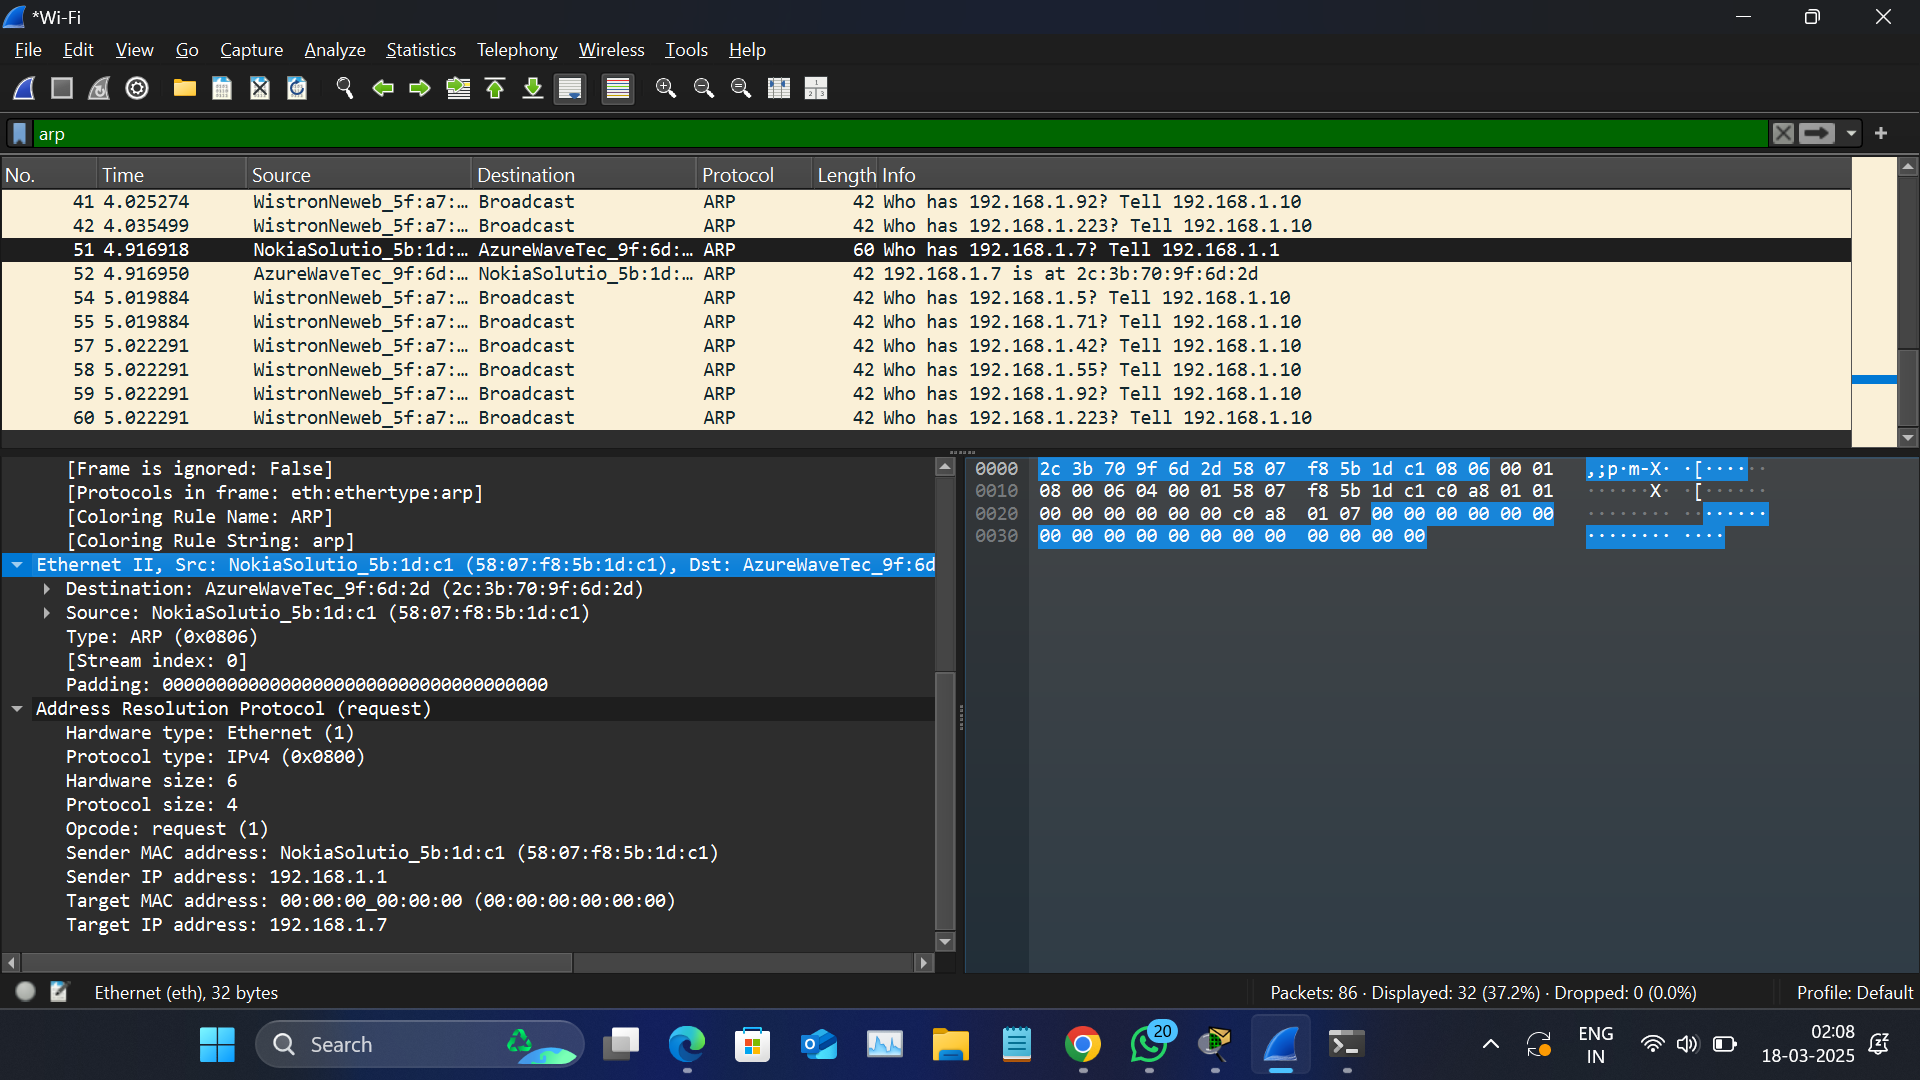 *Wi-Fi
File Edit View Go Capture Analyze Statistics Telephony Wireless Tools Help
arp
No. Time Source Destination Protocol Length Info
41 4.025274 WistronNeweb_5f:a7:… Broadcast ARP 42 Who has 192.168.1.92? Tell 192.168.1.10
42 4.035499 WistronNeweb_5f:a7:… Broadcast ARP 42 Who has 192.168.1.223? Tell 192.168.1.10
51 4.916918 NokiaSolutio_5b:1d:… AzureWaveTec_9f:6d:… ARP 60 Who has 192.168.1.7? Tell 192.168.1.1
52 4.916950 AzureWaveTec_9f:6d:… NokiaSolutio_5b:1d:… ARP 42 192.168.1.7 is at 2c:3b:70:9f:6d:2d
54 5.019884 WistronNeweb_5f:a7:… Broadcast ARP 42 Who has 192.168.1.5? Tell 192.168.1.10
55 5.019884 WistronNeweb_5f:a7:… Broadcast ARP 42 Who has 192.168.1.71? Tell 192.168.1.10
57 5.022291 WistronNeweb_5f:a7:… Broadcast ARP 42 Who has 192.168.1.42? Tell 192.168.1.10
58 5.022291 WistronNeweb_5f:a7:… Broadcast ARP 42 Who has 192.168.1.55? Tell 192.168.1.10
59 5.022291 WistronNeweb_5f:a7:… Broadcast ARP 42 Who has 192.168.1.92? Tell 192.168.1.10
60 5.022291 WistronNeweb_5f:a7:… Broadcast ARP 42 Who has 192.168.1.223? Tell 192.168.1.10
[Frame is ignored: False]
[Protocols in frame: eth:ethertype:arp]
[Coloring Rule Name: ARP]
[Coloring Rule String: arp]
Ethernet II, Src: NokiaSolutio_5b:1d:c1 (58:07:f8:5b:1d:c1), Dst: AzureWaveTec_9f:6d
Destination: AzureWaveTec_9f:6d:2d (2c:3b:70:9f:6d:2d)
Source: NokiaSolutio_5b:1d:c1 (58:07:f8:5b:1d:c1)
Type: ARP (0x0806)
[Stream index: 0]
Padding: 000000000000000000000000000000000000
Address Resolution Protocol (request)
Hardware type: Ethernet (1)
Protocol type: IPv4 (0x0800)
Hardware size: 6
Protocol size: 4
Opcode: request (1)
Sender MAC address: NokiaSolutio_5b:1d:c1 (58:07:f8:5b:1d:c1)
Sender IP address: 192.168.1.1
Target MAC address: 00:00:00_00:00:00 (00:00:00:00:00:00)
Target IP address: 192.168.1.7
0000 2c 3b 70 9f 6d 2d 58 07 f8 5b 1d c1 08 06 00 01 ,;p·m-X· ·[······
0010 08 00 06 04 00 01 58 07 f8 5b 1d c1 c0 a8 01 01 ······X· ·[······
0020 00 00 00 00 00 00 c0 a8 01 07 00 00 00 00 00 00 ········ ········
0030 00 00 00 00 00 00 00 00 00 00 00 00 ········ ····
Ethernet (eth), 32 bytes
Packets: 86 · Displayed: 32 (37.2%) · Dropped: 0 (0.0%)
Profile: Default
Search
20
ENG
IN
02:08
18-03-2025